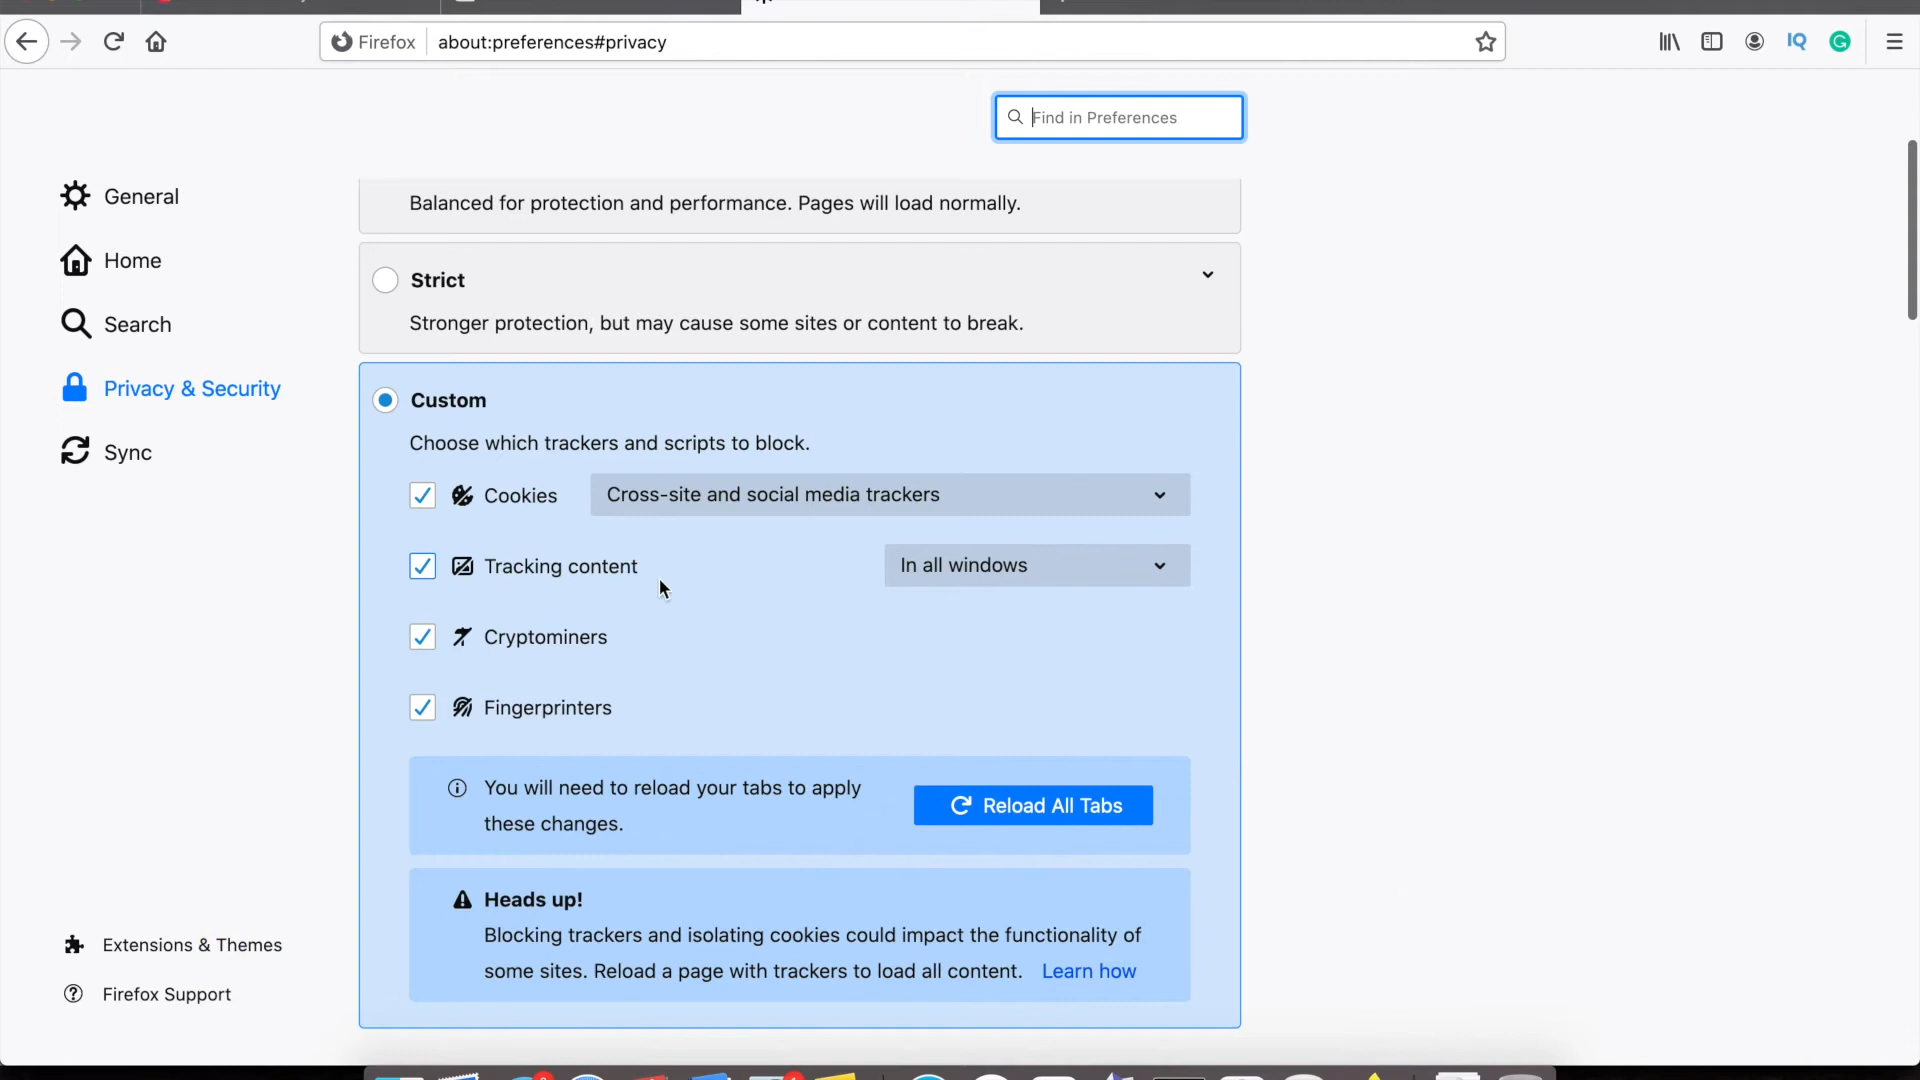 Firefox
about:preferences#privacy
IQ
Find in Preferences
General
Home
Search
Privacy & Security
Sync
Balanced for protection and performance. Pages will load normally.
Strict
Stronger protection, but may cause some sites or content to break.
Custom
Choose which trackers and scripts to block.
Cookies
Cross-site and social media trackers
Tracking content
In all windows
Cryptominers
Fingerprinters
You will need to reload your tabs to apply
these changes.
Reload All Tabs
Heads up!
Blocking trackers and isolating cookies could impact the functionality of
some sites. Reload a page with trackers to load all content. Learn how
Extensions & Themes
Firefox Support